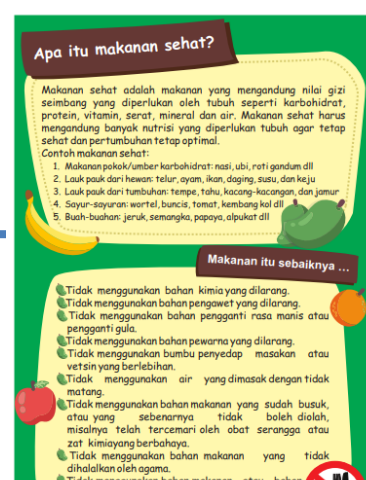 Apa itu makanan sehat?
Makanan sehat adalah makanan yang mengandung nilai gizi
seimbang yang diperlukan oleh tubuh seperti karbohidrat,
protein, vitamin, serat, mineral dan air. Makanan sehat harus
mengandung banyak nutrisi yang diperlukan tubuh agar tetap
sehat dan pertumbuhan tetap optimal.
Contoh makanan sehat:
1. Makanan pokok/umber karbohidrat: nasi, ubi, roti gandum dll
2. Lauk pauk dari hewan: telur, ayam, ikan, daging, susu, dan keju
3. Lauk pauk dari tumbuhan: tempe, tahu, kacang-kacangan, dan jamur
4. Sayur-sayuran: wortel, buncis, tomat, kembang kol dll
5. Buah-buahan: jeruk, semangka, papaya, alpukat dll
Makanan itu sebaiknya ...
Tidak menggunakan bahan kimia yang dilarang.
Tidak menggunakan bahan pengawet yang dilarang.
Tidak menggunakan bahan pengganti rasa manis atau
pengganti gula.
Tidak menggunakan bahan pewarna yang dilarang.
Tidak menggunakan bumbu penyedap masakan atau
vetsin yang berlebihan.
Tidak menggunakan air yang dimasak dengan tidak
matang.
Tidak menggunakan bahan makanan yang sudah busuk,
atau yang sebenarnya tidak boleh diolah,
misalnya telah tercemari oleh obat serangga atau
zat kimiayang berbahaya.
Tidak menggunakan bahan makanan yang tidak
dihalalkan oleh agama.
Tidak menggunakan bahan makanan atau bahan